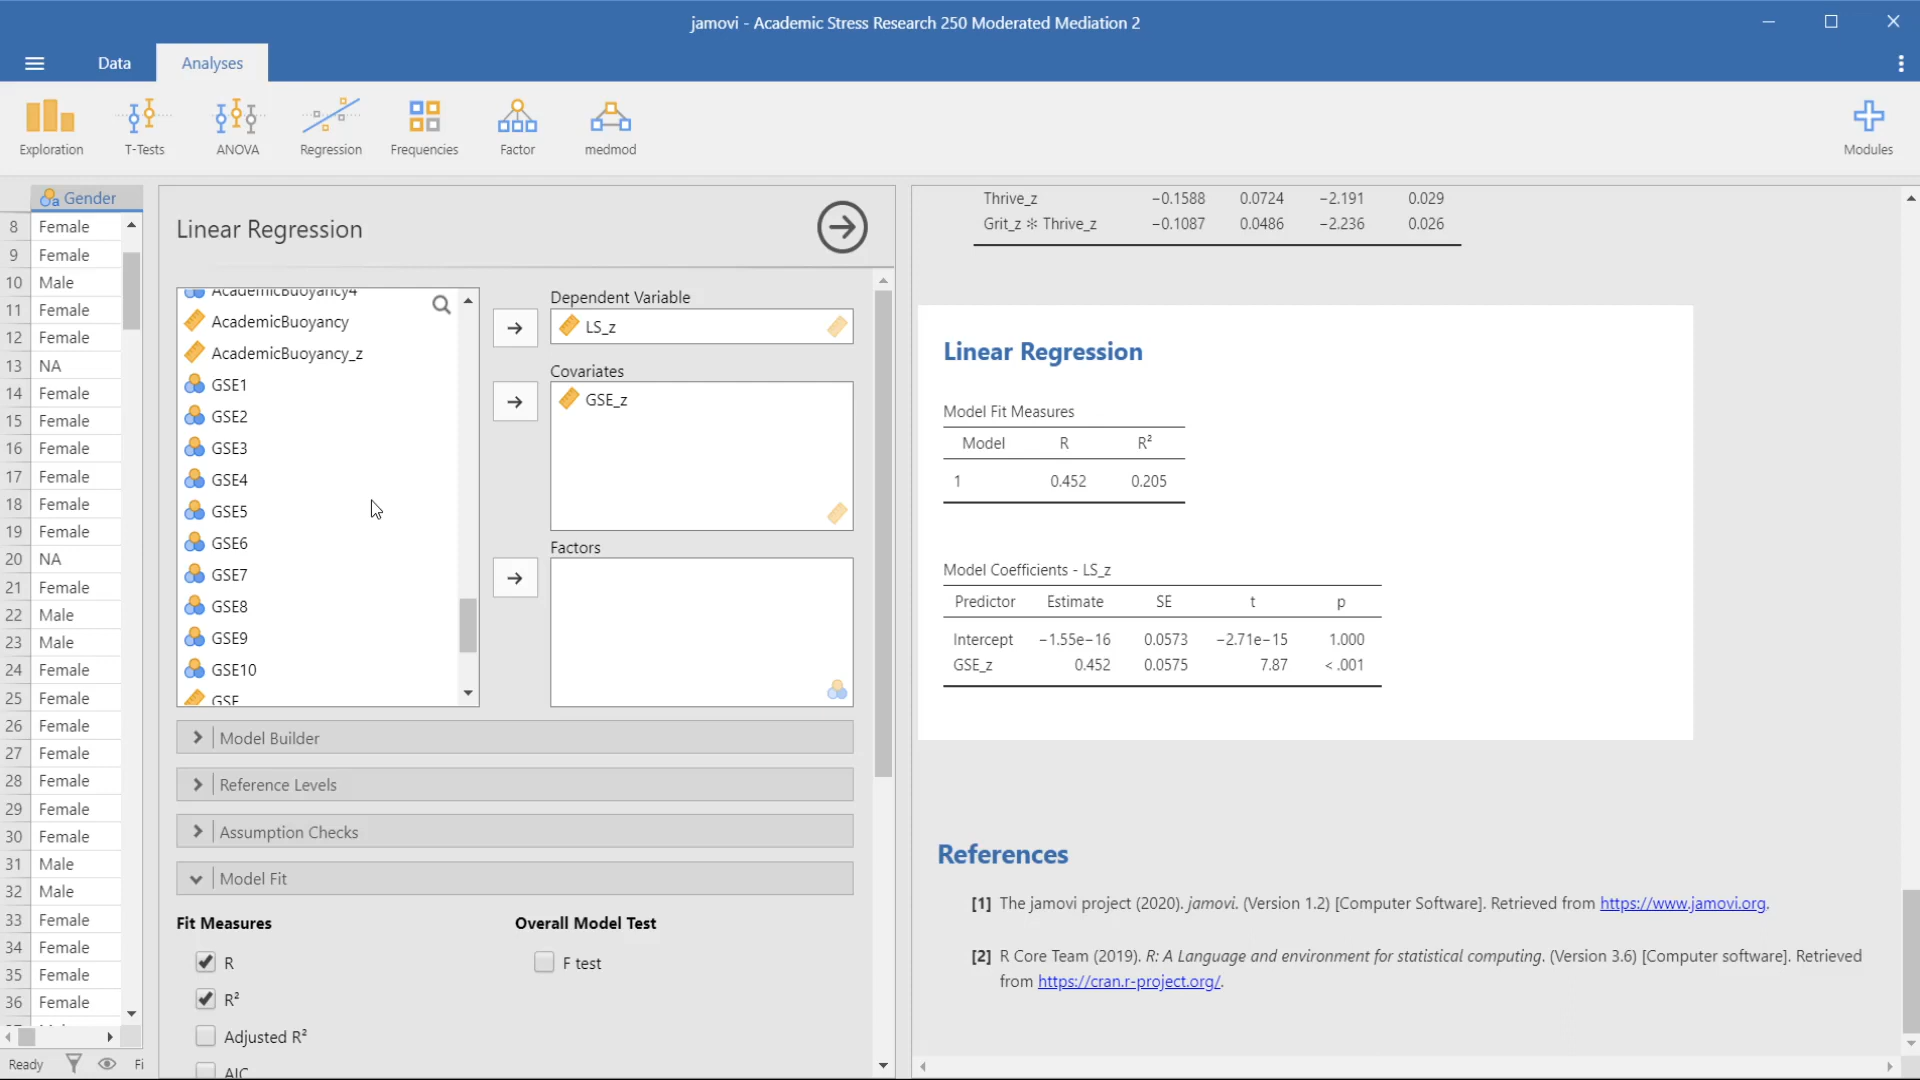 jamovi - Academic Stress Research 250 Moderated Mediation 2
Data
Analyses
Exploration
T-Tests
ANOVA
Regression
Frequencies
Factor
medmod
Modules
a Gender
8 Female
9 Female
10 Male
11 Female
12 Female
13 NA
14 Female
15 Female
16 Female
17 Female
18 Female
19 Female
20 NA
21 Female
22 Male
23 Male
24 Female
25 Female
26 Female
27 Female
28 Female
29 Female
30 Female
31 Male
32 Male
33 Female
34 Female
35 Female
36 Female
Ready
Fi
Linear Regression
AcademicBuoyancy4
AcademicBuoyancy
AcademicBuoyancy_z
GSE1
GSE2
GSE3
GSE4
GSE5
GSE6
GSE7
GSE8
GSE9
GSE10
GSE
Dependent Variable
LS_z
Covariates
GSE_z
Factors
Model Builder
Reference Levels
Assumption Checks
Model Fit
Fit Measures
R
R²
Adjusted R²
AIC
Overall Model Test
F test
Thrive_z −0.1588 0.0724 −2.191 0.029
Grit_z ✻ Thrive_z −0.1087 0.0486 −2.236 0.026
Linear Regression
Model Fit Measures
Model R R²
1 0.452 0.205
Model Coefficients - LS_z
Predictor Estimate SE t p
Intercept −1.55e−16 0.0573 −2.71e−15 1.000
GSE_z 0.452 0.0575 7.87 < .001
References
[1] The jamovi project (2020). jamovi. (Version 1.2) [Computer Software]. Retrieved from https://www.jamovi.org.
[2] R Core Team (2019). R: A Language and environment for statistical computing. (Version 3.6) [Computer software]. Retrieved
from https://cran.r-project.org/.